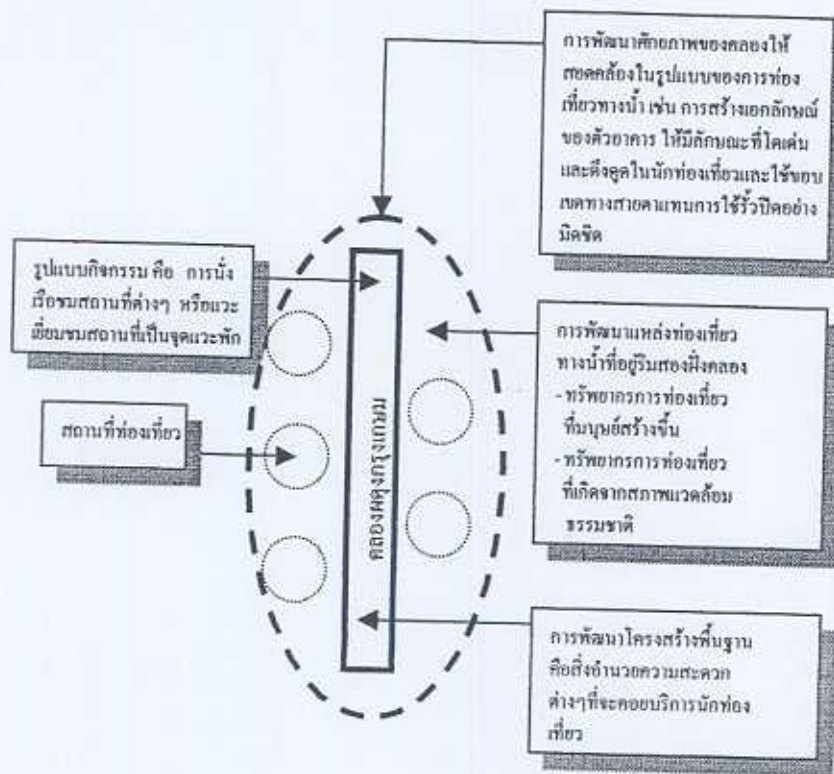 การพัฒนาศักยภาพของคลองให้
สอดคล้องในรูปแบบของการท่อง
เที่ยวทางน้ำ เช่น การสร้างเอกลักษณ์
ของตัวอาคาร ให้มีลักษณะที่โดดเด่น
และดึงดูดในนักท่องเที่ยวและใช้ขอบ
เขตทางสายตาแทนการใช้รั้วปิดอย่าง
มิดชิด
รูปแบบกิจกรรม คือ การนั่ง
เรือชมสถานที่ต่างๆ หรือแวะ
เยี่ยมชมสถานที่เป็นจุดแวะพัก
สถานที่ท่องเที่ยว
คลองผดุงกรุงเกษม
การพัฒนาแหล่งท่องเที่ยว
ทางน้ำที่อยู่ริมสองฝั่งคลอง
- ทรัพยากรการท่องเที่ยว
ที่มนุษย์สร้างขึ้น
- ทรัพยากรการท่องเที่ยว
ที่เกิดจากสภาพแวดล้อม
ธรรมชาติ
การพัฒนาโครงสร้างพื้นฐาน
คือสิ่งอำนวยความสะดวก
ต่างๆที่จะคอยบริการนักท่อง
เที่ยว